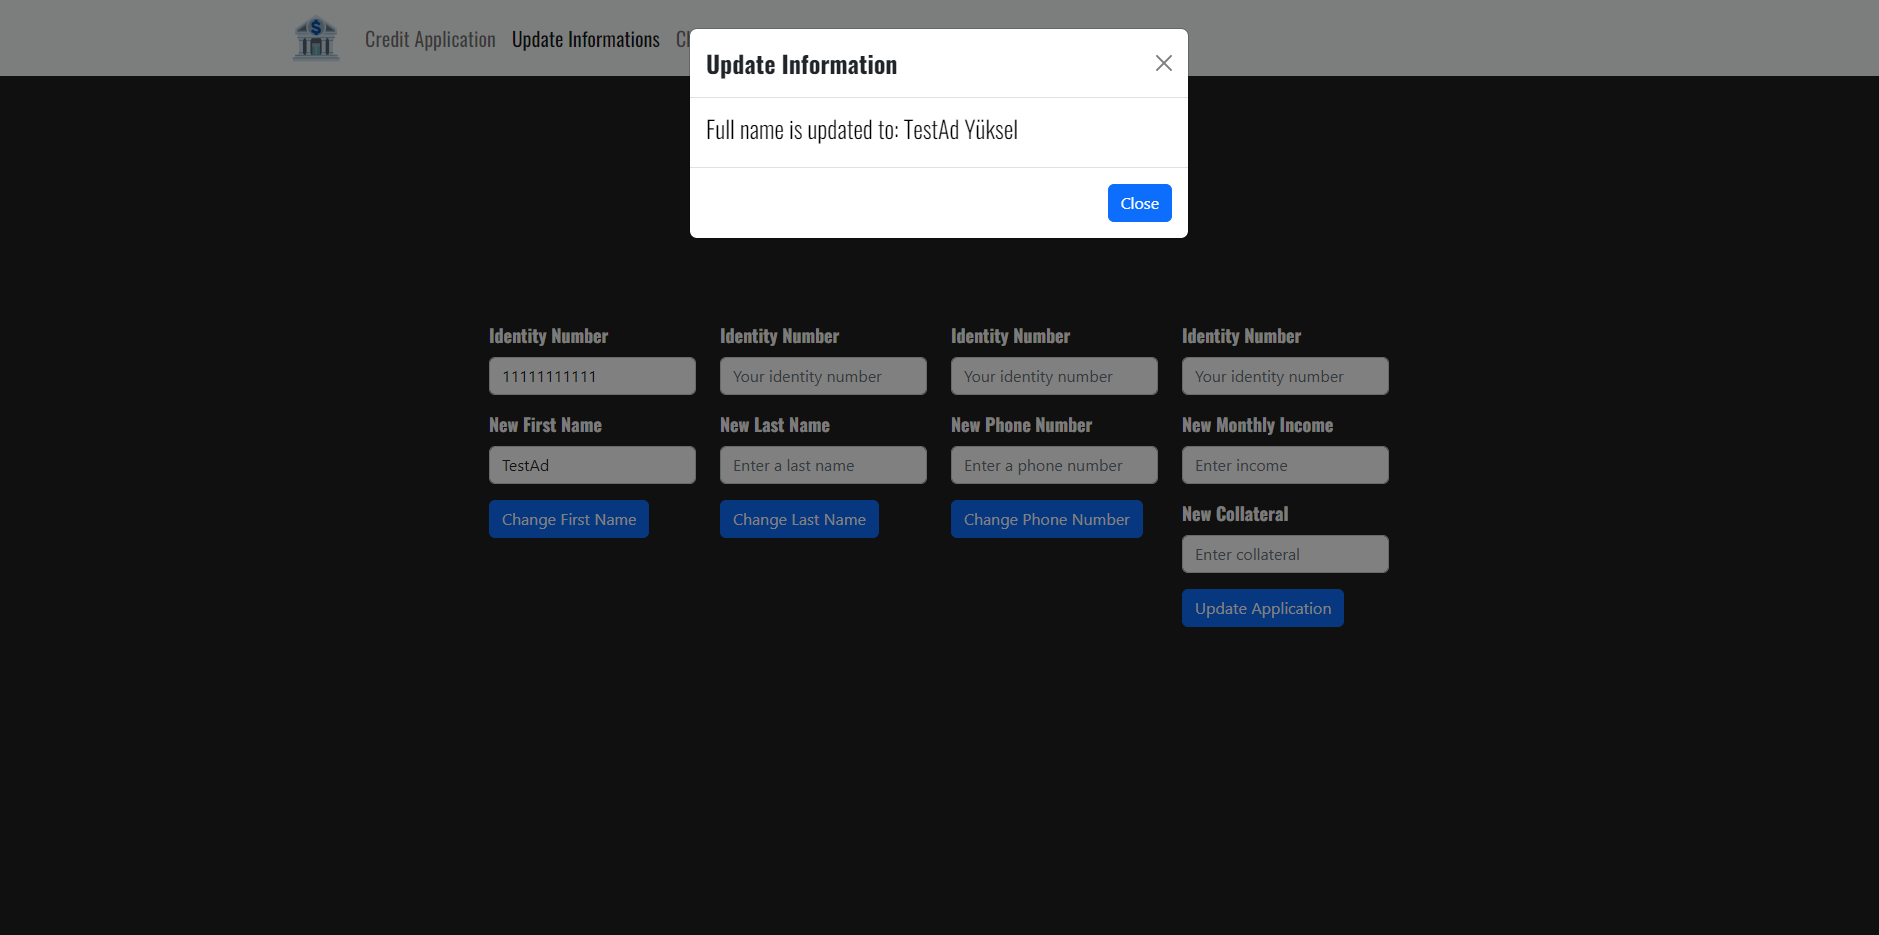 Credit Application
Update Informations
Update Information
Full name is updated to: TestAd Yüksel
Close
Identity Number
11111111111
New First Name
TestAd
Change First Name
Identity Number
Your identity number
New Last Name
Enter a last name
Change Last Name
Identity Number
Your identity number
New Phone Number
Enter a phone number
Change Phone Number
Identity Number
Your identity number
New Monthly Income
Enter income
New Collateral
Enter collateral
Update Application